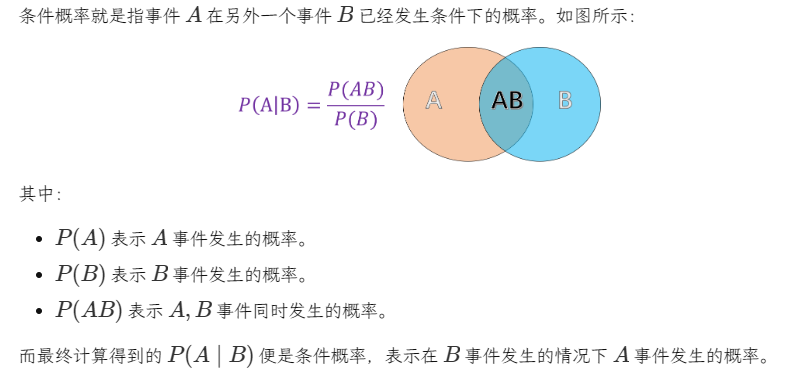 条件概率就是指事件 A 在另外一个事件 B 已经发生条件下的概率。如图所示：
P(A|B) = P(AB) / P(B)
A AB B
其中：
• P(A) 表示 A 事件发生的概率。
• P(B) 表示 B 事件发生的概率。
• P(AB) 表示 A, B 事件同时发生的概率。
而最终计算得到的 P(A | B) 便是条件概率，表示在 B 事件发生的情况下 A 事件发生的概率。